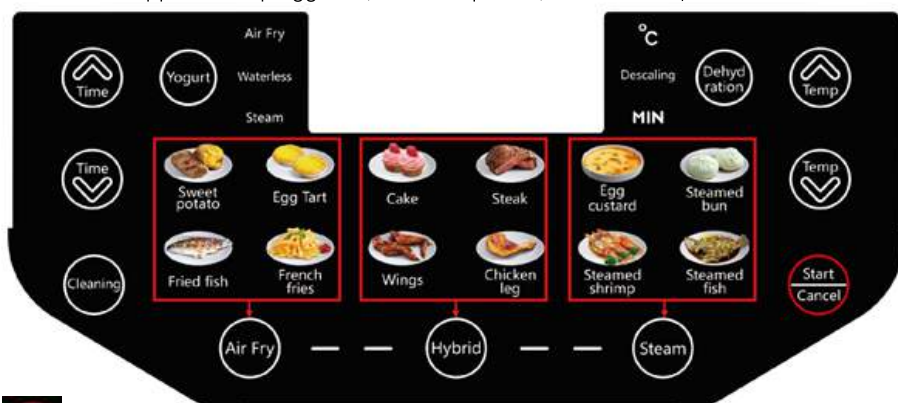 Air Fry
°C
Time
Yogurt
Waterless
Descaling
Dehyd
ration
Temp
Steam
MIN
Time
Sweet
potato
Egg Tart
Cake
Steak
Egg
custard
Steamed
bun
Temp
Cleaning
Fried fish
French
fries
Wings
Chicken
leg
Steamed
shrimp
Steamed
fish
Start
Cancel
Air Fry
Hybrid
Steam